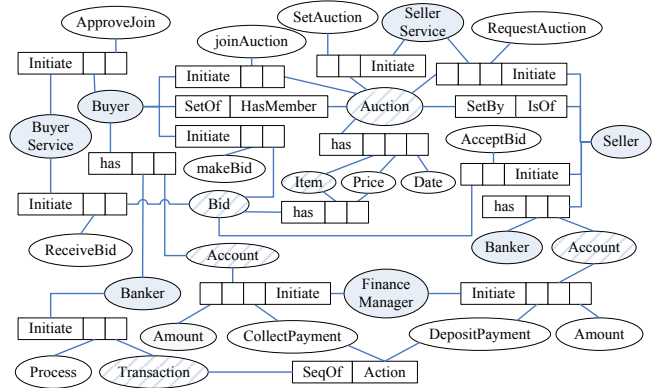 ApproveJoin
SetAuction
Seller
Service
RequestAuction
joinAuction
Initiate
Initiate
Initiate
Initiate
Buyer
SetOf HasMember
Auction
SetBy IsOf
Buyer
Service
Initiate
AcceptBid
Seller
has
has
makeBid
Initiate
Item
Price
Date
Initiate
Bid
has
has
ReceiveBid
Account
Banker
Account
Banker
Initiate
Finance
Manager
Initiate
Initiate
Amount
CollectPayment
DepositPayment
Amount
Process
Transaction
SeqOf Action